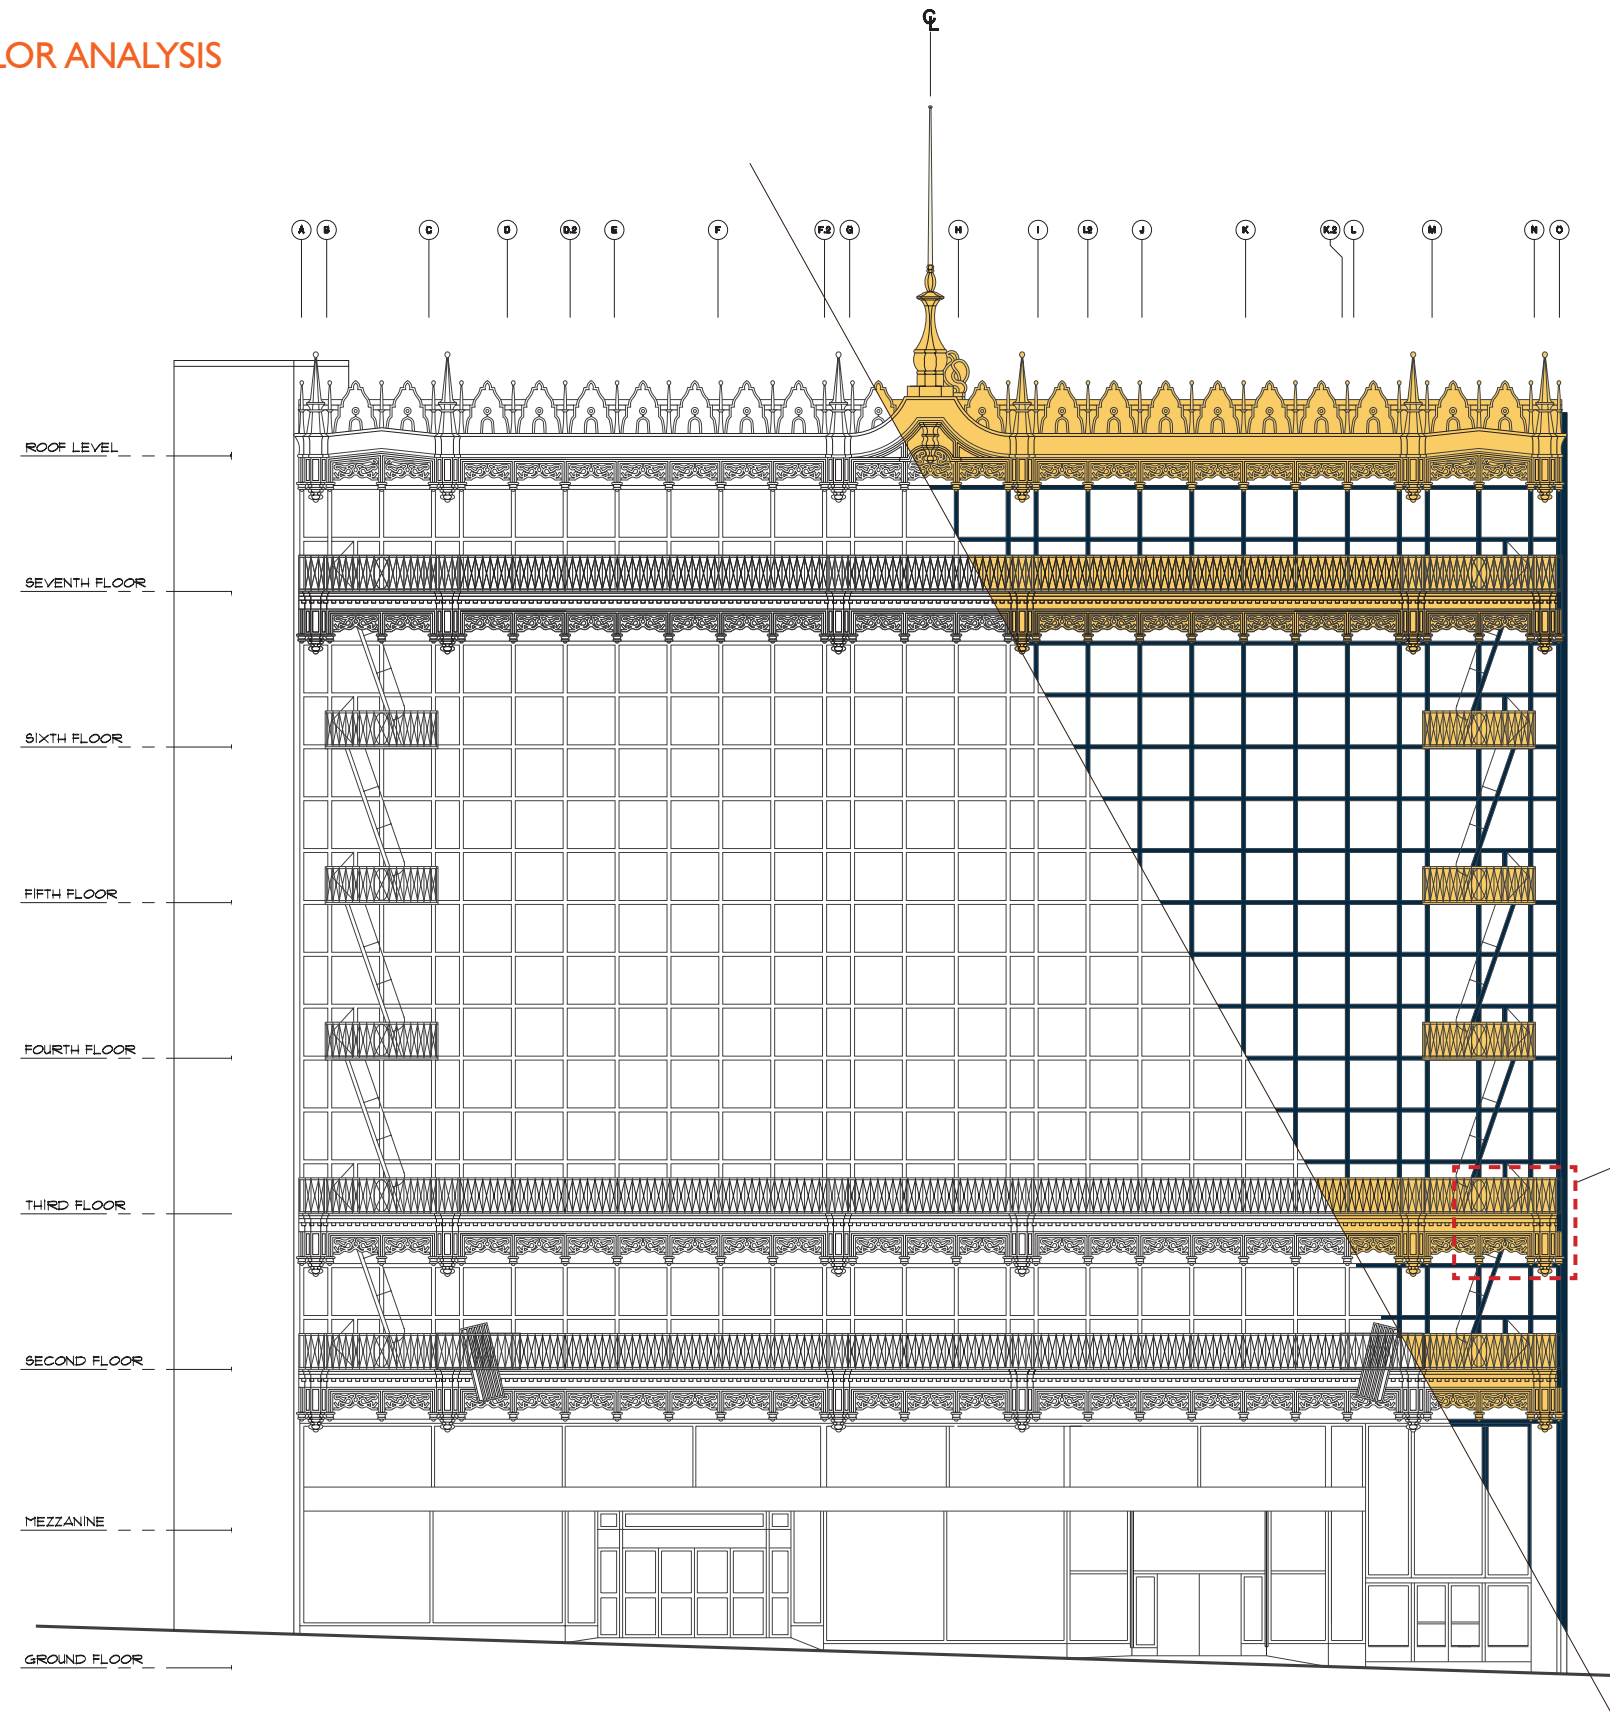 LOR ANALYSIS
CL
A B C D D.2 E F F.2 G H I I.2 J K K.2 L M N O
ROOF LEVEL
SEVENTH FLOOR
SIXTH FLOOR
FIFTH FLOOR
FOURTH FLOOR
THIRD FLOOR
SECOND FLOOR
MEZZANINE
GROUND FLOOR